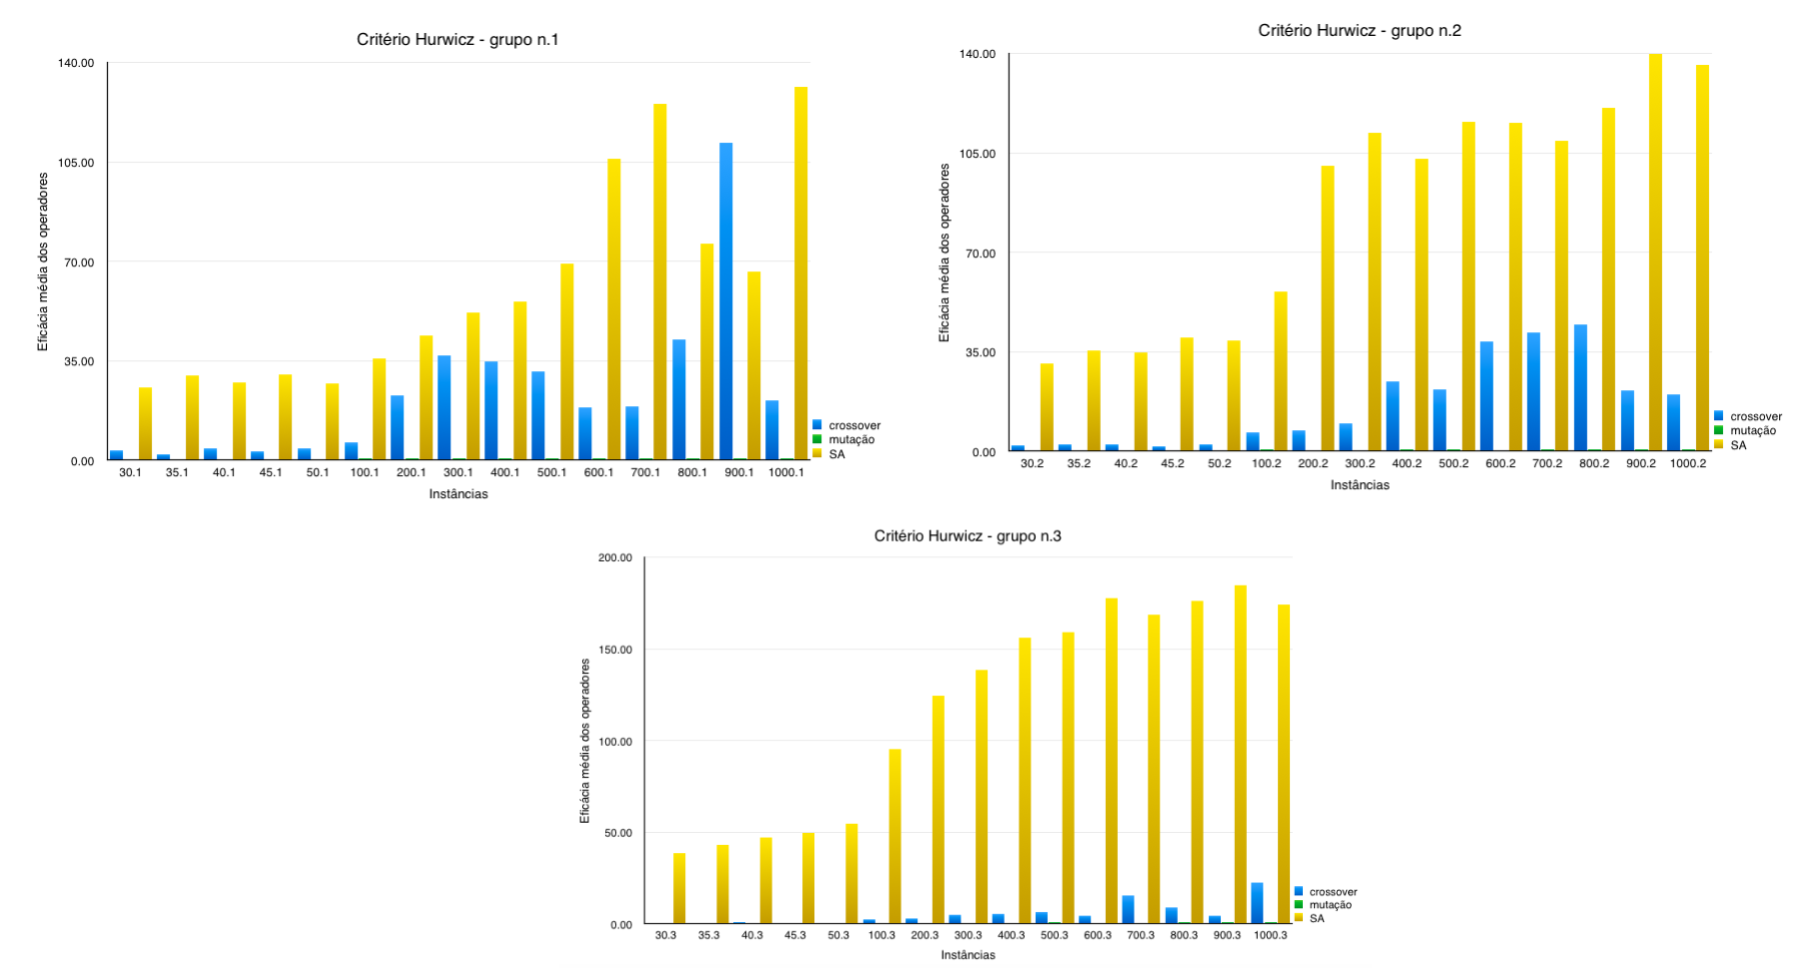 Critério Hurwicz - grupo n.1
140.00
105.00
70.00
35.00
0.00
Eficácia média dos operadores
30.1 35.1 40.1 45.1 50.1 100.1 200.1 300.1 400.1 500.1 600.1 700.1 800.1 900.1 1000.1
Instâncias
crossover
mutação
SA
Critério Hurwicz - grupo n.2
140.00
105.00
70.00
35.00
0.00
Eficácia média dos operadores
30.2 35.2 40.2 45.2 50.2 100.2 200.2 300.2 400.2 500.2 600.2 700.2 800.2 900.2 1000.2
Instâncias
crossover
mutação
SA
Critério Hurwicz - grupo n.3
200.00
150.00
100.00
50.00
0.00
Eficácia média dos operadores
30.3 35.3 40.3 45.3 50.3 100.3 200.3 300.3 400.3 500.3 600.3 700.3 800.3 900.3 1000.3
Instâncias
crossover
mutação
SA